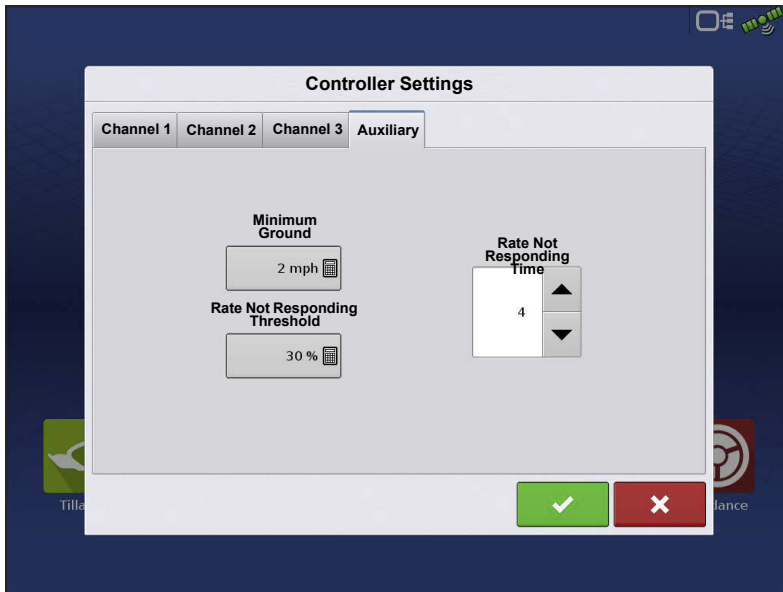 Controller Settings
Channel 1
Channel 2
Channel 3
Auxiliary
Minimum
Ground
2 mph
Rate Not Responding
Threshold
30 %
Rate Not
Responding
Time
4
Tilla
dance